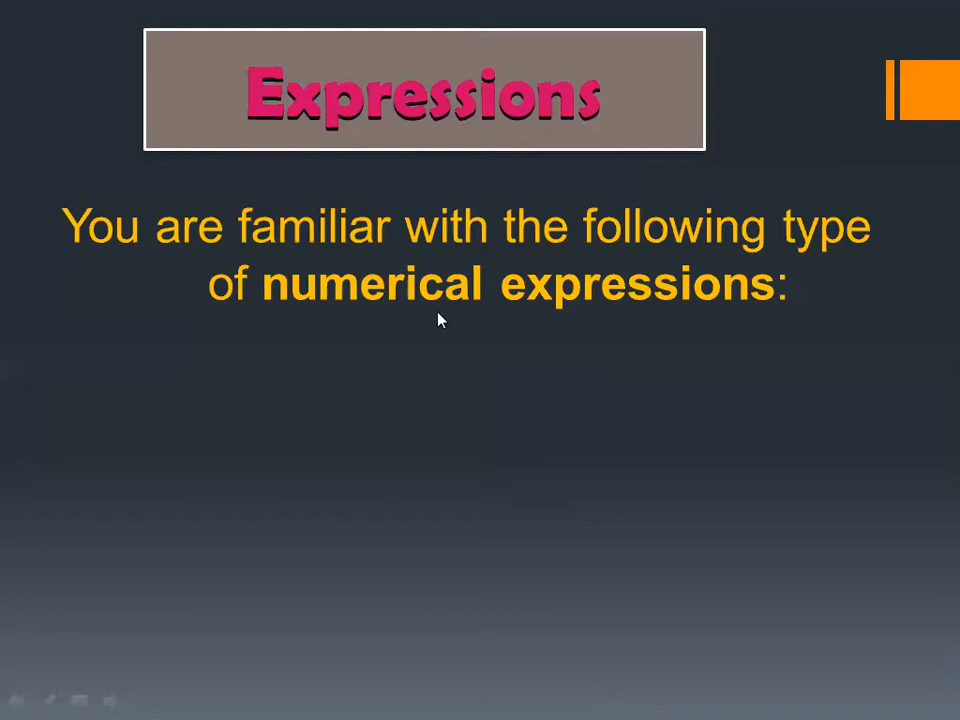 Expressions
You are familiar with the following type
of numerical expressions: